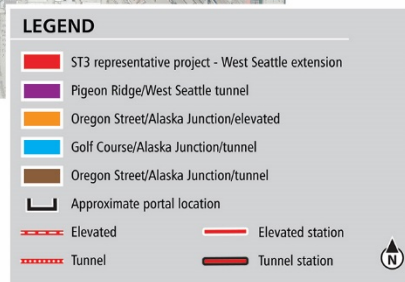 LEGEND
ST3 representative project - West Seattle extension
Pigeon Ridge/West Seattle tunnel
Oregon Street/Alaska Junction/elevated
Golf Course/Alaska Junction/tunnel
Oregon Street/Alaska Junction/tunnel
Approximate portal location
Elevated Elevated station
Tunnel Tunnel station
N